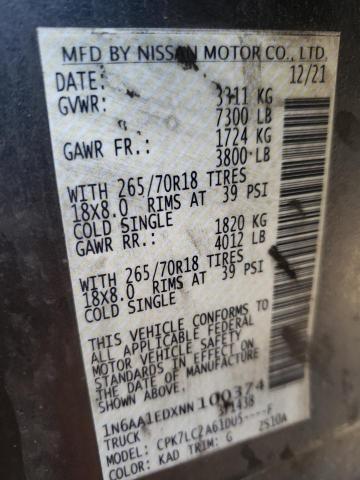 MFD BY NISSAN MOTOR CO., LTD.
DATE: 12/21
GVWR: 3311 KG
7300 LB
GAWR FR.: 1724 KG
3800 LB
WITH 265/70R18 TIRES
18x8.0 RIMS AT 39 PSI
COLD SINGLE
GAWR RR.: 1820 KG
4012 LB
WITH 265/70R18 TIRES
18x8.0 RIMS AT 39 PSI
COLD SINGLE
THIS VEHICLE CONFORMS TO
ALL APPLICABLE FEDERAL
MOTOR VEHICLE SAFETY
STANDARDS IN EFFECT ON
THE DATE OF MANUFACTURE
SHOWN ABOVE.
1N6AA1EDXNN100374
TRUCK
CPK7LC2A61DU5----F
COLOR: KAD TRIM: G ZS10A